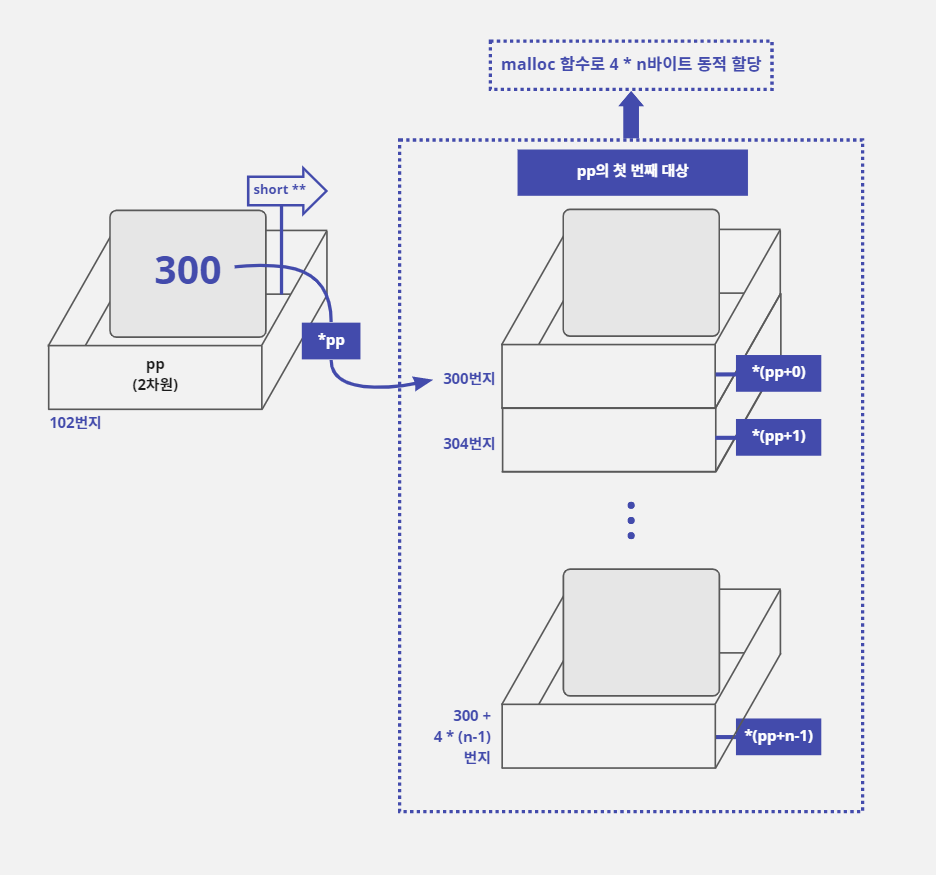 malloc 함수로 4 * n바이트 동적 할당
pp의 첫 번째 대상
short **
300
*pp
pp
(2차원)
102번지
300번지
*(pp+0)
304번지
*(pp+1)
300 +
4 * (n-1)
번지
*(pp+n-1)